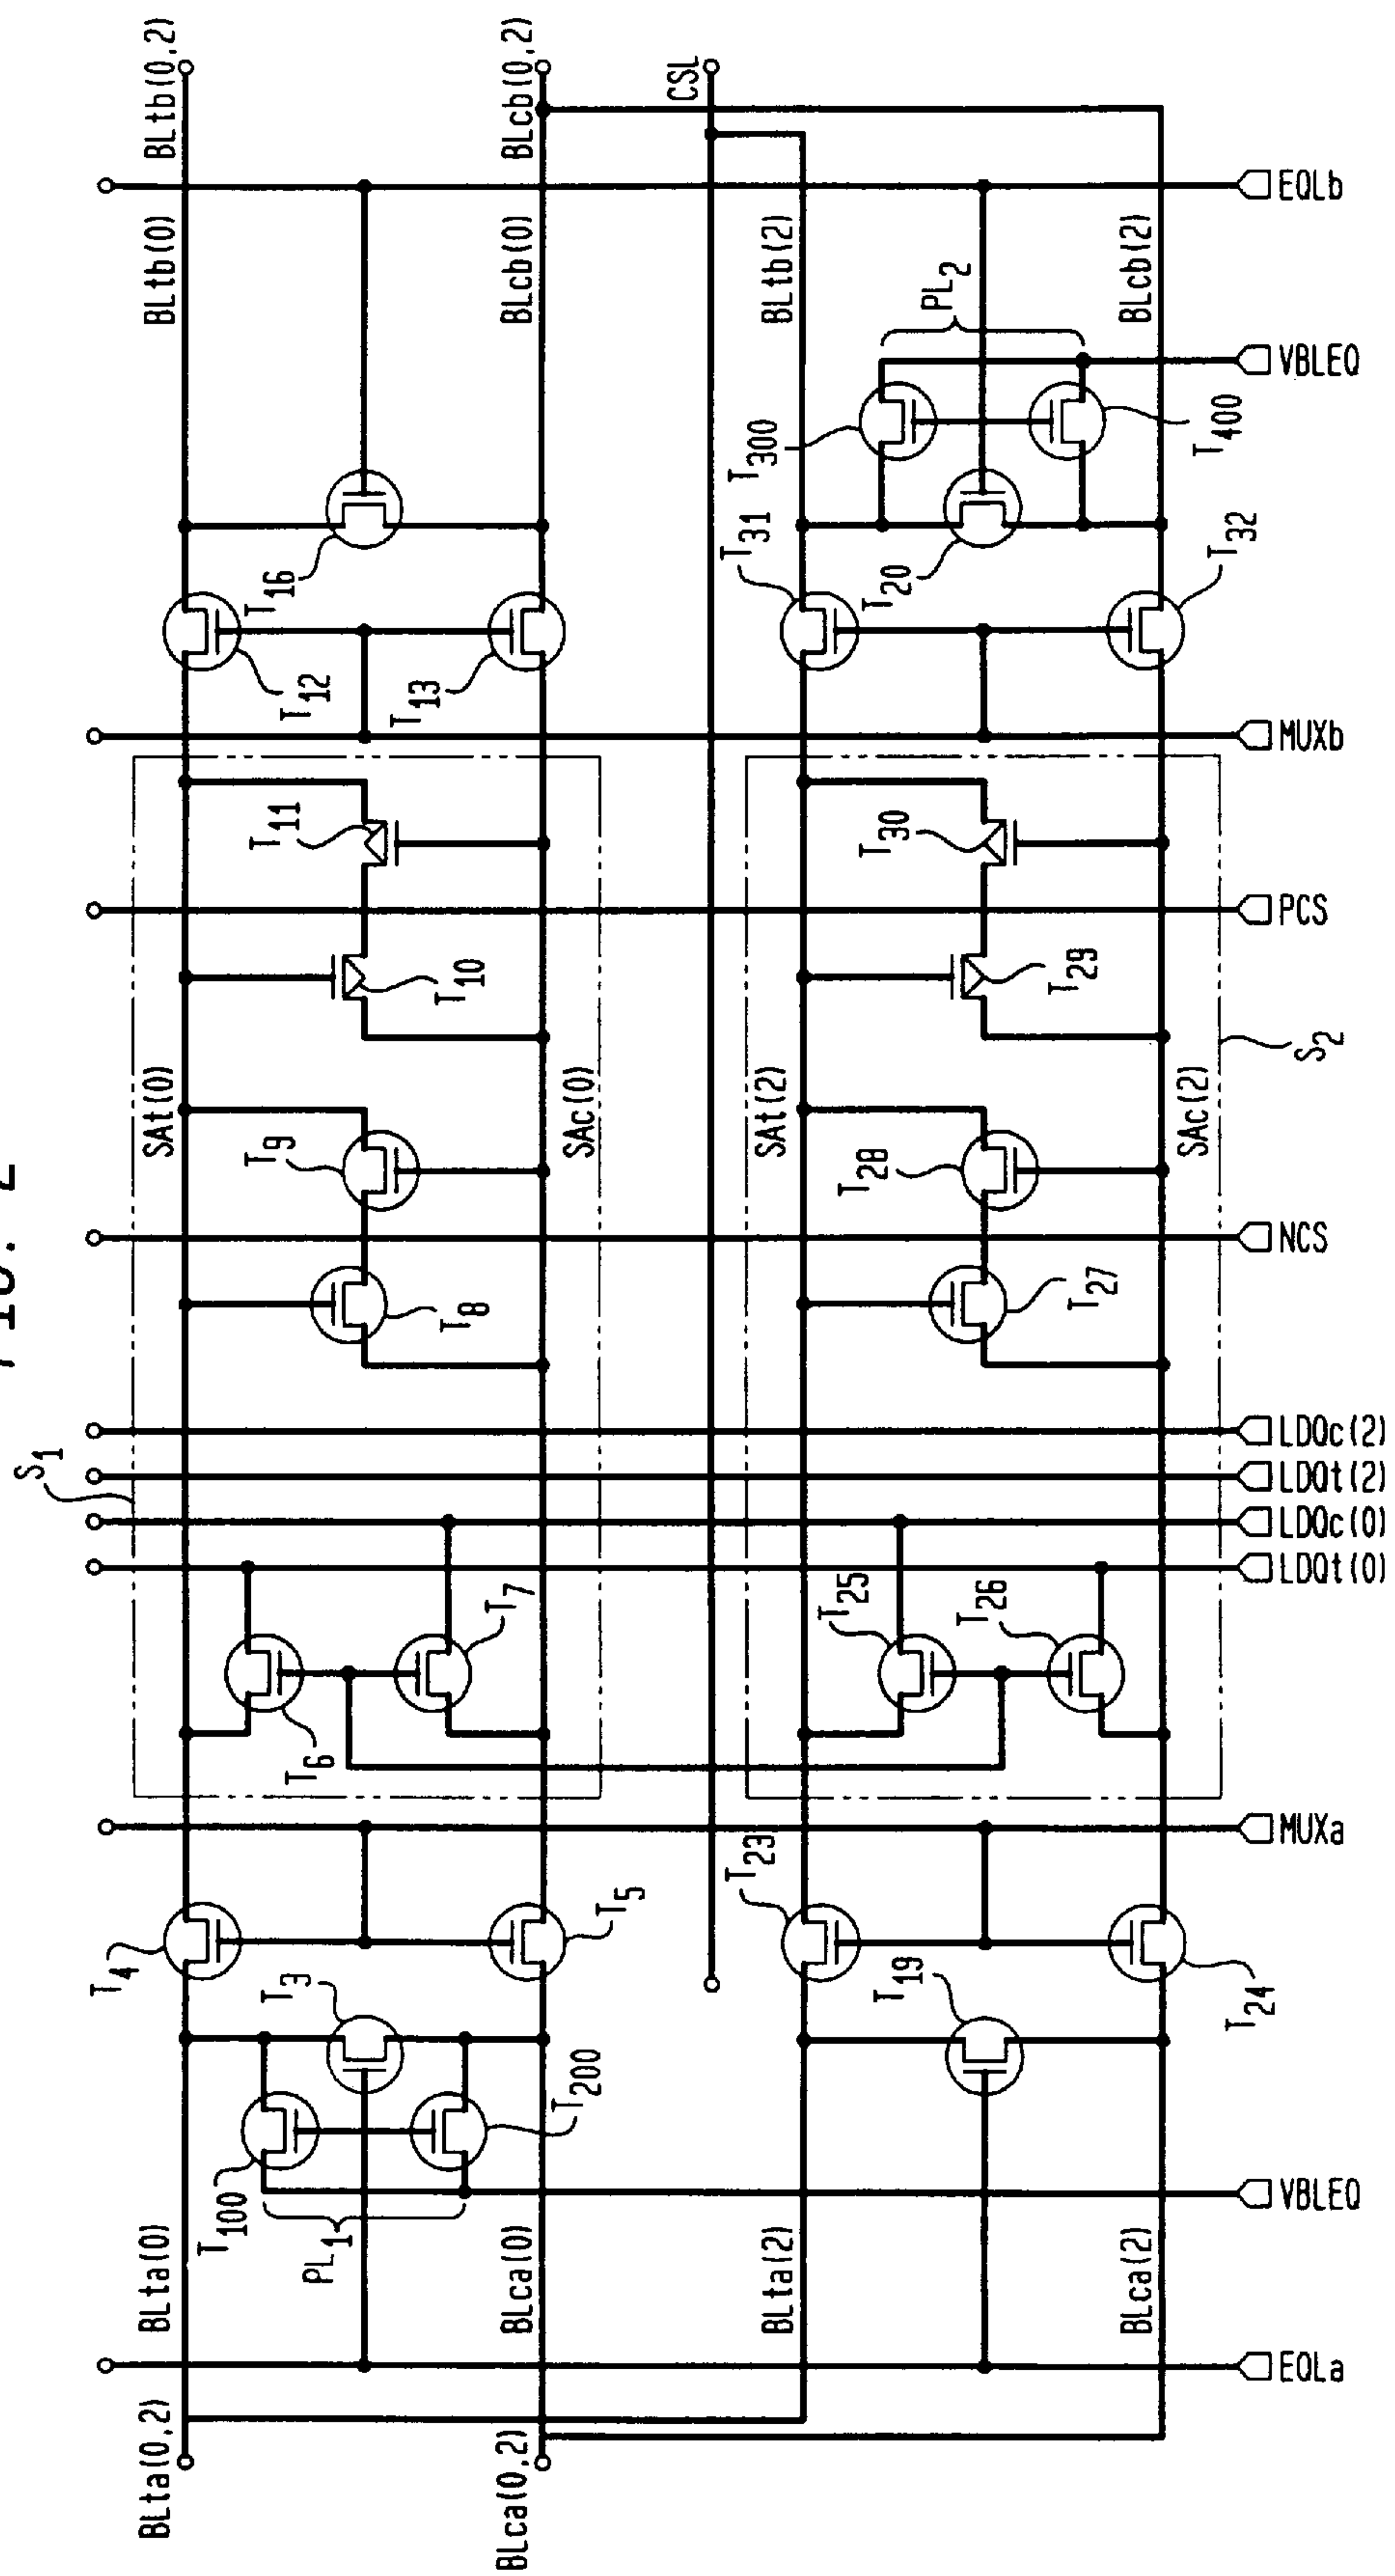 FIG. 2
BLta(0,2)
BLta(0)
T4
T100
PL1
T3
T200
T5
BLca(0)
BLca(0,2)
S1
T6
T7
SAt(0)
T8
T9
T10
T11
SAc(0)
T12
T13
T16
BLtb(0)
BLtb(0,2)
BLcb(0)
BLcb(0,2)
CSL
BLta(2)
T23
T19
T24
BLca(2)
T25
T26
SAt(2)
T27
T28
T29
T30
SAc(2)
S2
T31
T32
T20
T300
T400
PL2
BLtb(2)
BLcb(2)
EQLa
VBLEQ
MUXa
LDQt(0)
LDQc(0)
LDQt(2)
LDQc(2)
NCS
PCS
MUXb
VBLEQ
EQLb